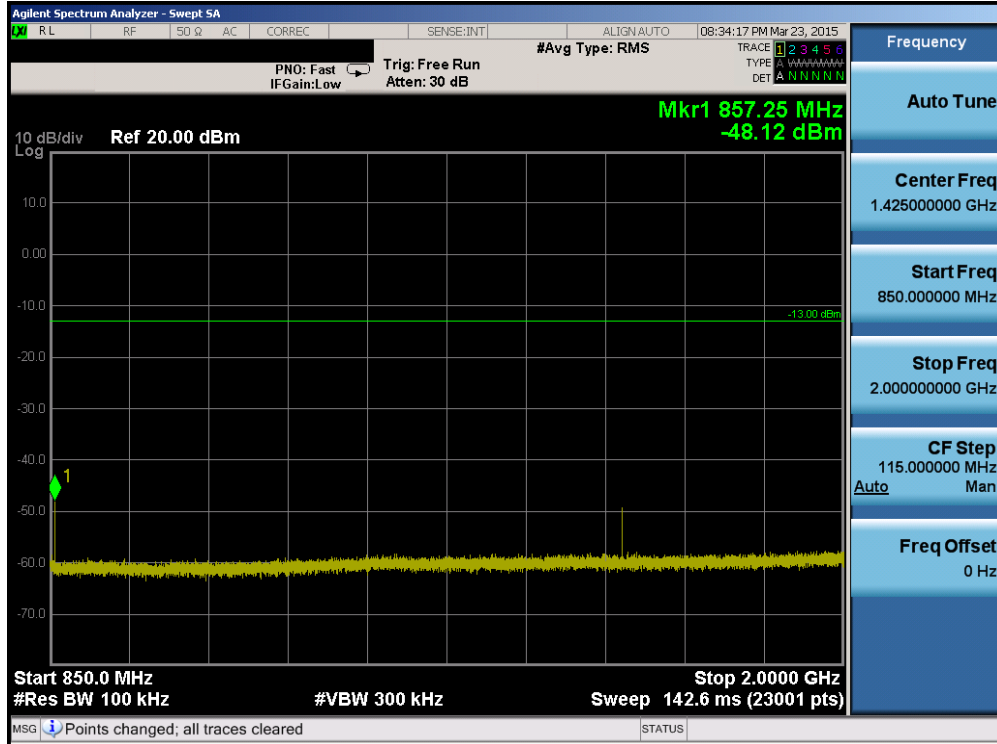 Agilent Spectrum Analyzer - Swept SA
LXI RL RF 50 Ω AC CORREC SENSE:INT ALIGN AUTO 08:34:17 PM Mar 23, 2015
PNO: Fast IFGain:Low Trig: Free Run Atten: 30 dB #Avg Type: RMS
TRACE 1 2 3 4 5 6
TYPE A WWWWW
DET A N N N N N
Mkr1 857.25 MHz
-48.12 dBm
10 dB/div Ref 20.00 dBm
Log
10.0
0.00
-10.0
-13.00 dBm
-20.0
-30.0
-40.0
1
-50.0
-60.0
-70.0
Start 850.0 MHz Stop 2.0000 GHz
#Res BW 100 kHz #VBW 300 kHz Sweep 142.6 ms (23001 pts)
MSG Points changed; all traces cleared STATUS
Frequency
Auto Tune
Center Freq
1.425000000 GHz
Start Freq
850.000000 MHz
Stop Freq
2.000000000 GHz
CF Step
115.000000 MHz
Auto Man
Freq Offset
0 Hz